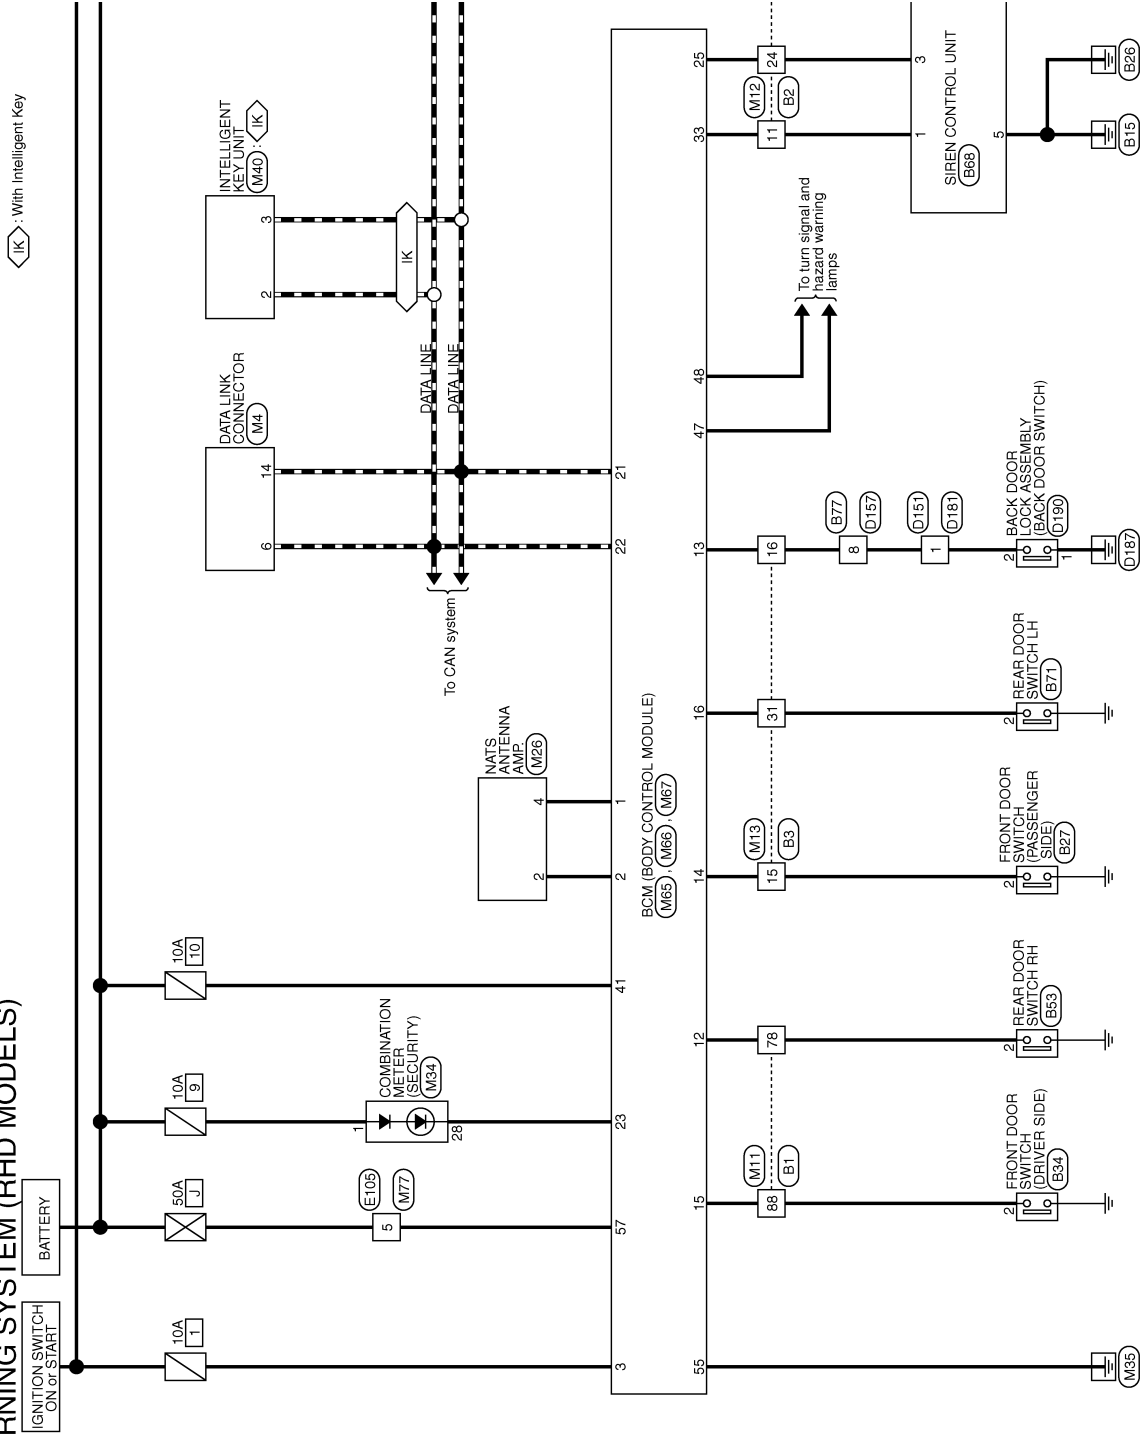 RNING SYSTEM (RHD MODELS)
IK : With Intelligent Key
IGNITION SWITCH
ON or START
BATTERY
10A
1
50A
J
10A
9
10A
10
E105
5
M77
COMBINATION
METER
(SECURITY)
M34
1
28
NATS
ANTENNA
AMP.
M26
2
4
DATA LINK
CONNECTOR
M4
6
14
INTELLIGENT
KEY UNIT
M40 : IK
2
3
IK
DATA LINE
DATA LINE
To CAN system
3
57
23
41
2
1
22
21
BCM (BODY CONTROL MODULE)
M65 , M66 , M67
55
15
12
14
16
13
47
48
33
25
To turn signal and
hazard warning
lamps
M11
88
B1
78
M13
15
B3
31
16
M12
11
B2
24
B77
8
D157
D151
1
D181
1
3
SIREN CONTROL UNIT
B68
5
FRONT DOOR
SWITCH
(DRIVER SIDE)
B34
2
REAR DOOR
SWITCH RH
B53
2
FRONT DOOR
SWITCH
(PASSENGER
SIDE)
B27
2
REAR DOOR
SWITCH LH
B71
2
BACK DOOR
LOCK ASSEMBLY
(BACK DOOR SWITCH)
D190
2
1
M35
D187
B15
B26